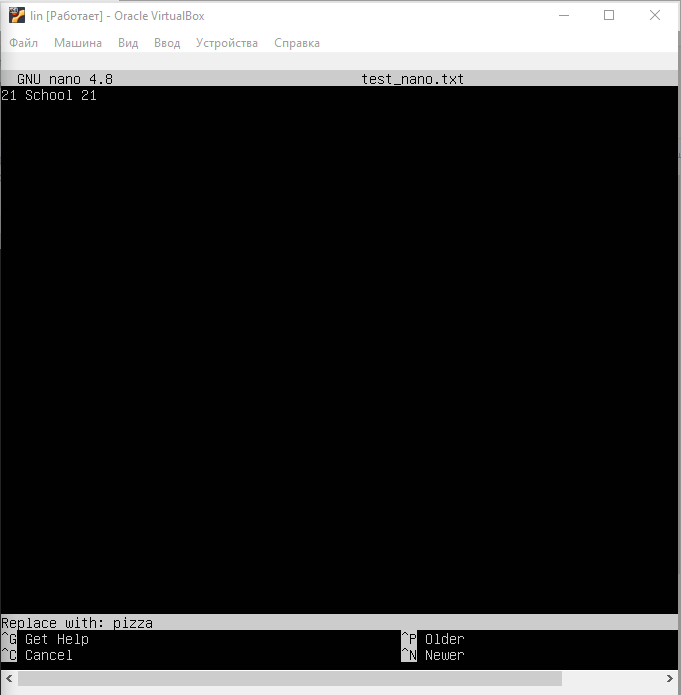 lin [Работает] - Oracle VirtualBox
Файл Машина Вид Ввод Устройства Справка
GNU nano 4.8 test_nano.txt
21 School 21
Replace with: pizza
^G Get Help ^P Older
^C Cancel ^N Newer